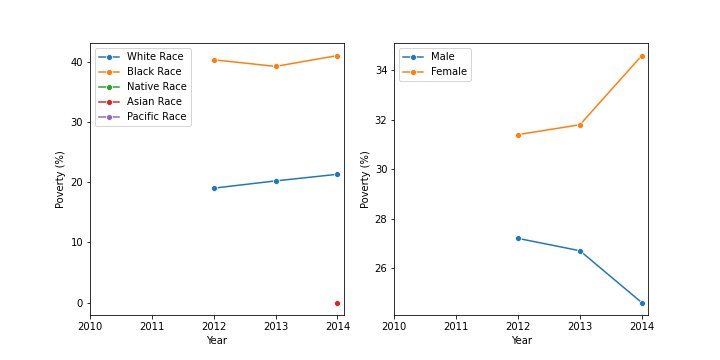 White Race
Black Race
Native Race
Asian Race
Pacific Race
40
30
20
10
0
Poverty (%)
2010 2011 2012 2013 2014
Year
Male
Female
34
32
30
28
26
Poverty (%)
2010 2011 2012 2013 2014
Year